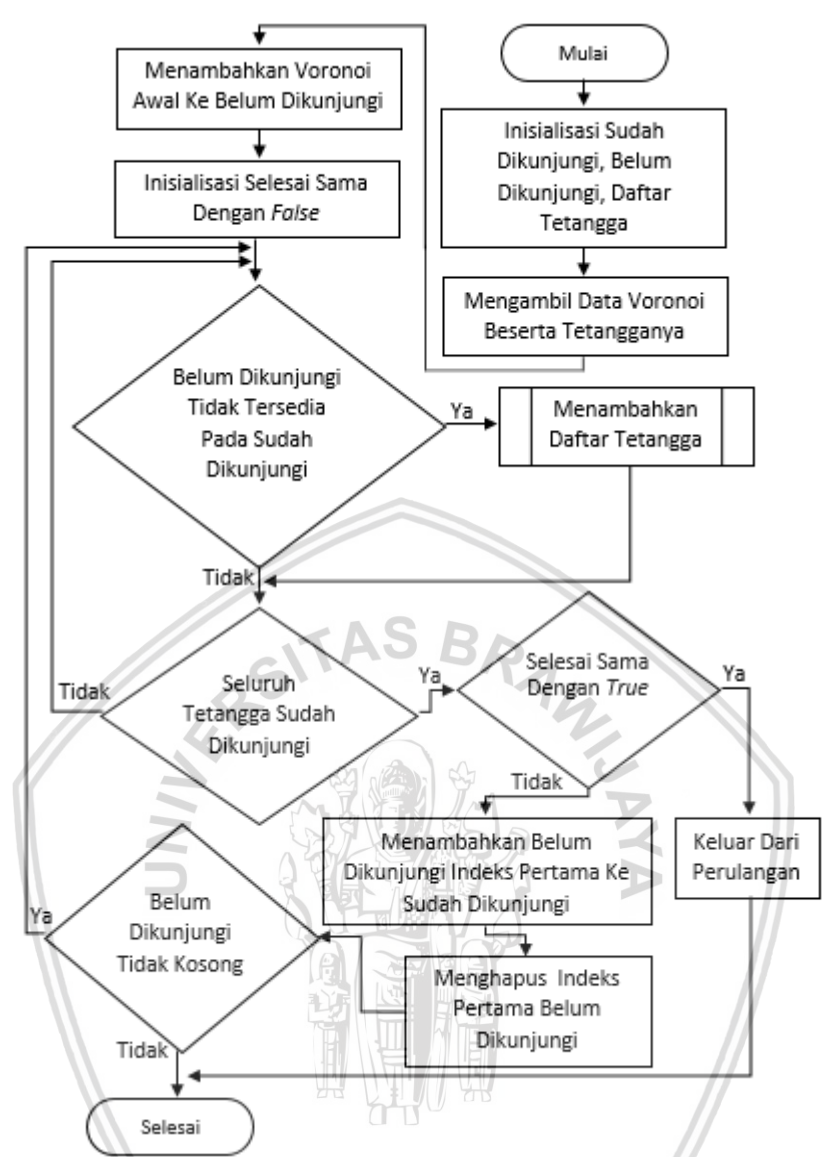 Mulai
Inisialisasi Sudah
Dikunjungi, Belum
Dikunjungi, Daftar
Tetangga
Mengambil Data Voronoi
Beserta Tetangganya
Menambahkan Voronoi
Awal Ke Belum Dikunjungi
Inisialisasi Selesai Sama
Dengan False
Belum Dikunjungi
Tidak Tersedia
Pada Sudah
Dikunjungi
Ya
Menambahkan
Daftar Tetangga
Tidak
Seluruh
Tetangga Sudah
Dikunjungi
Tidak
Ya
Selesai Sama
Dengan True
Ya
Tidak
Menambahkan Belum
Dikunjungi Indeks Pertama Ke
Sudah Dikunjungi
Keluar Dari
Perulangan
Menghapus Indeks
Pertama Belum
Dikunjungi
Belum
Dikunjungi
Tidak Kosong
Ya
Tidak
Selesai
UNIVERSITAS BRAWIJAYA